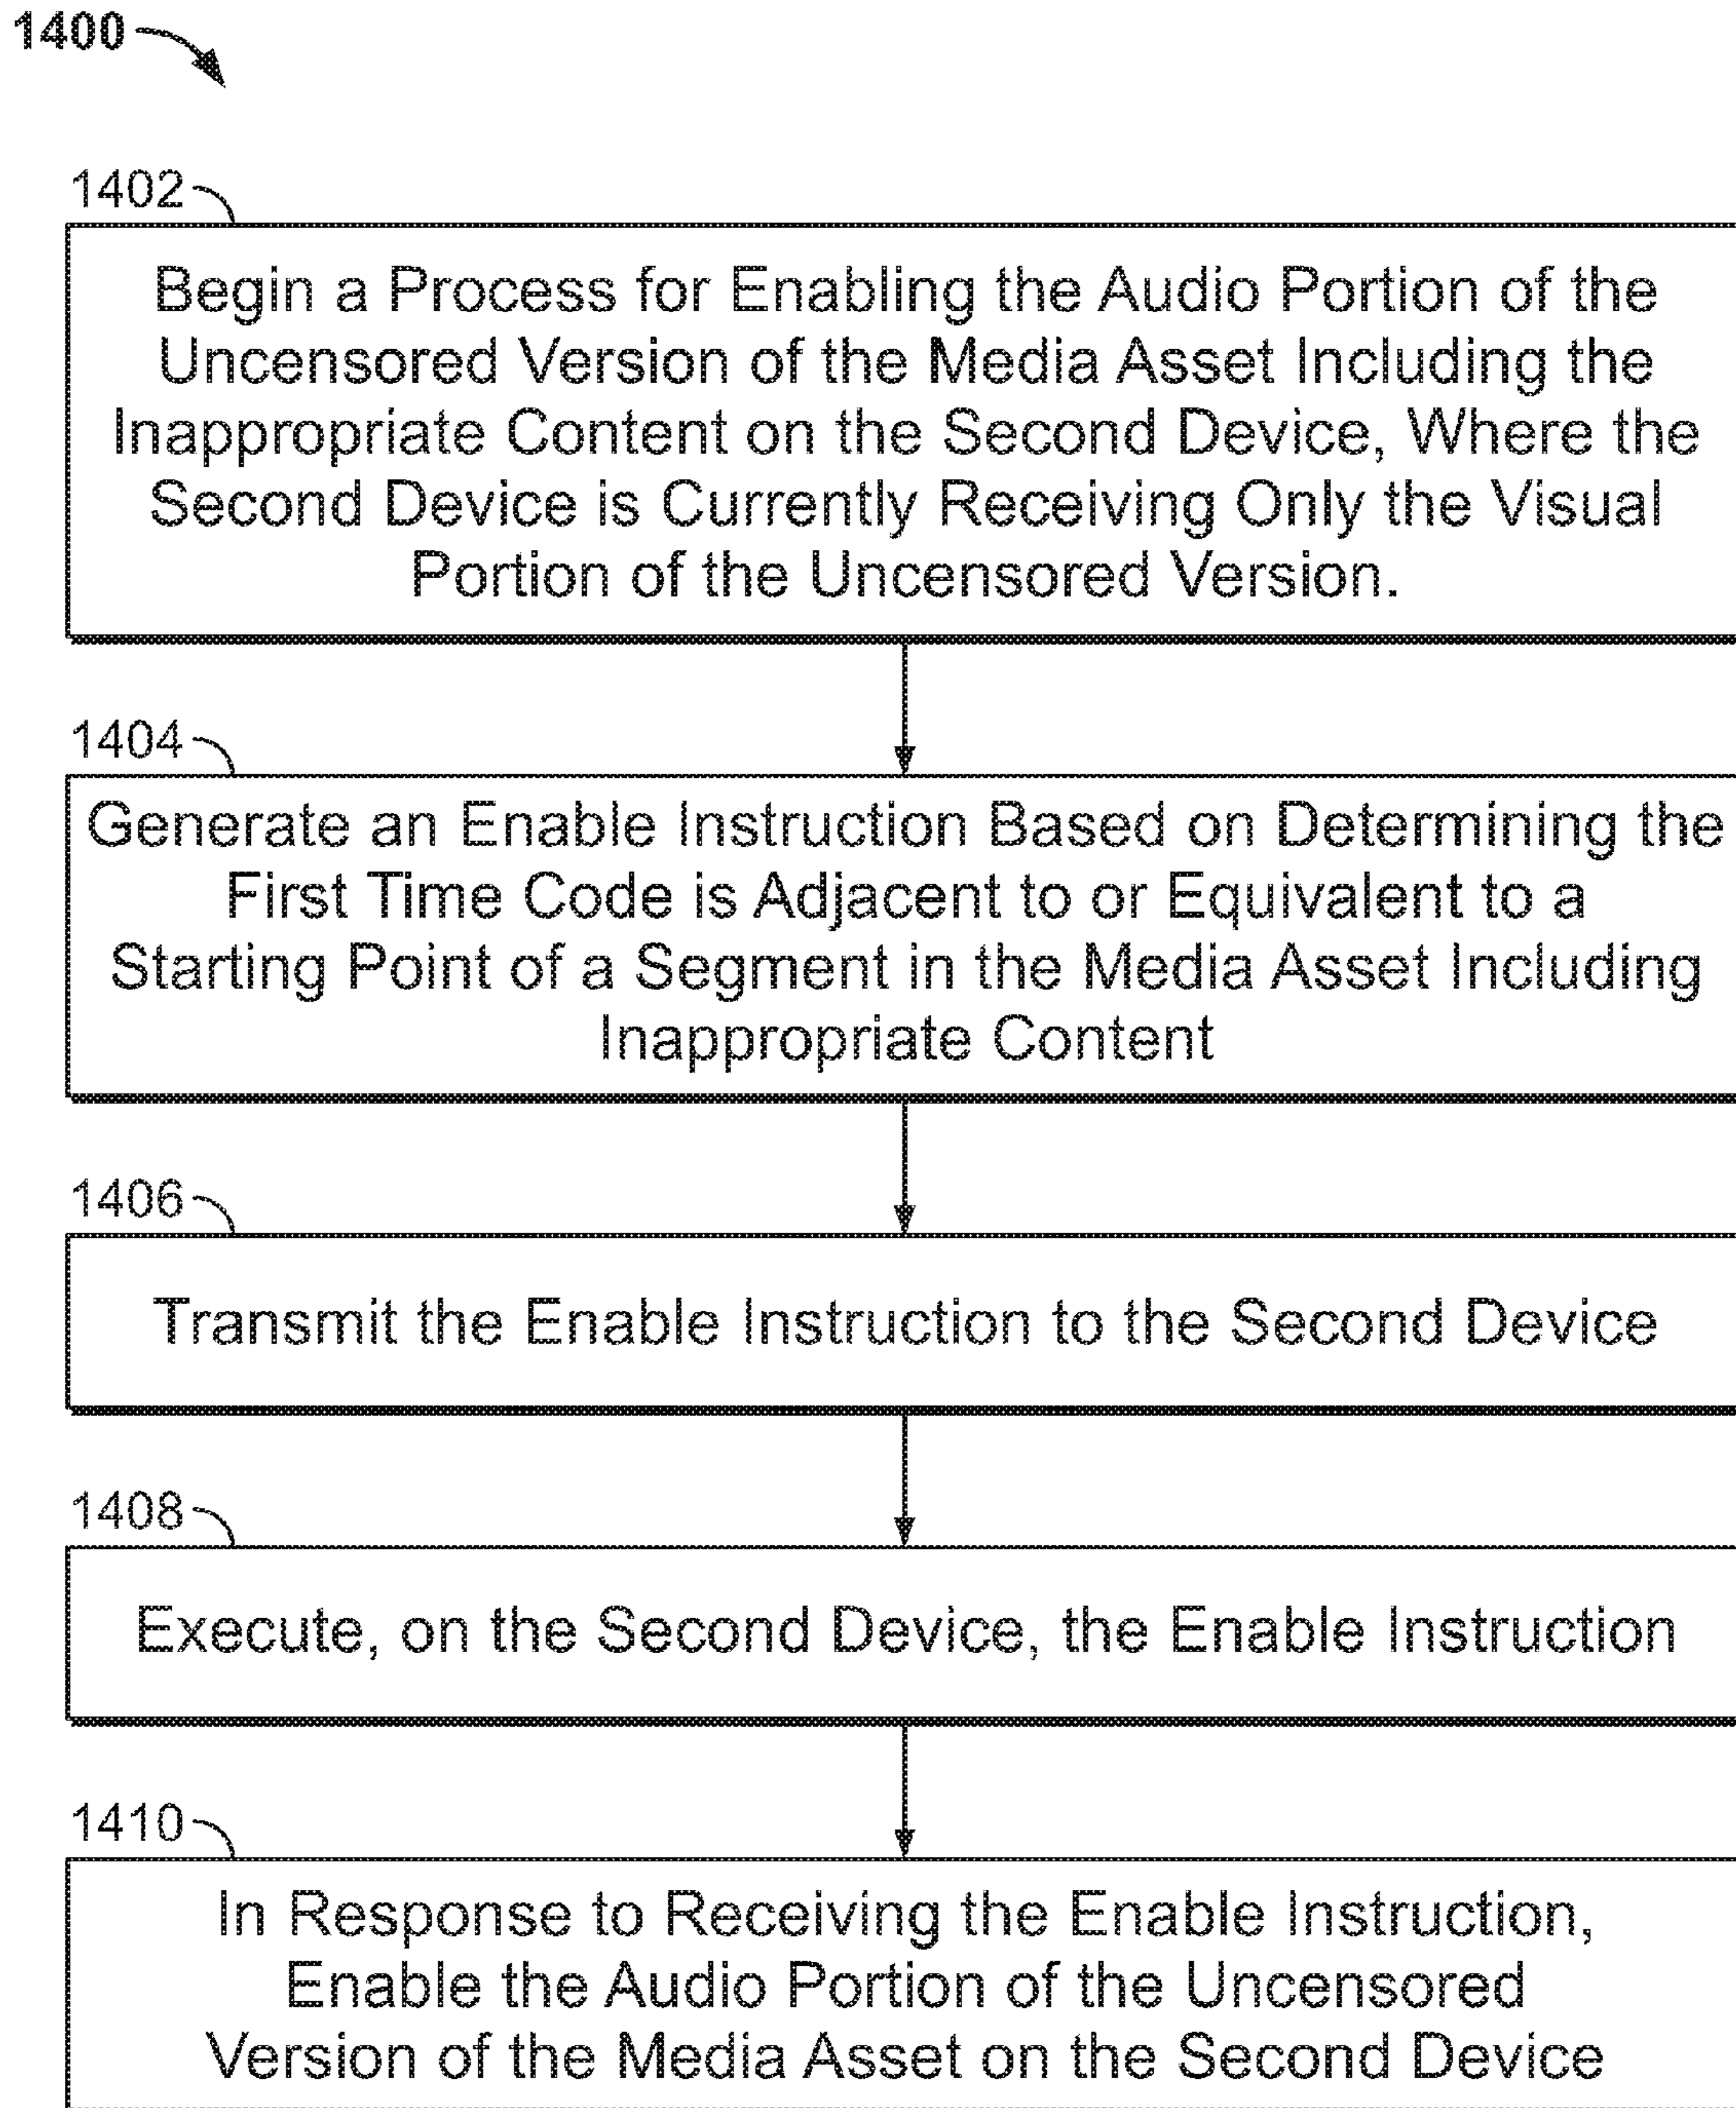 1400
1402
Begin a Process for Enabling the Audio Portion of the
Uncensored Version of the Media Asset Including the
Inappropriate Content on the Second Device, Where the
Second Device is Currently Receiving Only the Visual
Portion of the Uncensored Version.
1404
Generate an Enable Instruction Based on Determining the
First Time Code is Adjacent to or Equivalent to a
Starting Point of a Segment in the Media Asset Including
Inappropriate Content
1406
Transmit the Enable Instruction to the Second Device
1408
Execute, on the Second Device, the Enable Instruction
1410
In Response to Receiving the Enable Instruction,
Enable the Audio Portion of the Uncensored
Version of the Media Asset on the Second Device